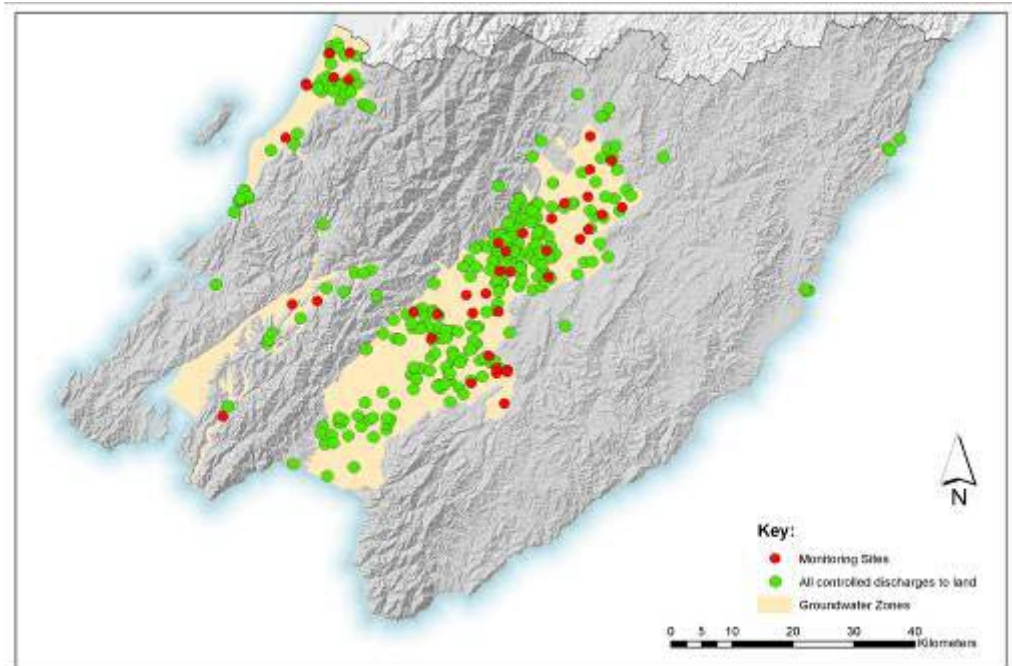 N
Key:
Monitoring Sites
All controlled discharges to land
Groundwater Zones
0 5 10 20 30 40
Kilometers